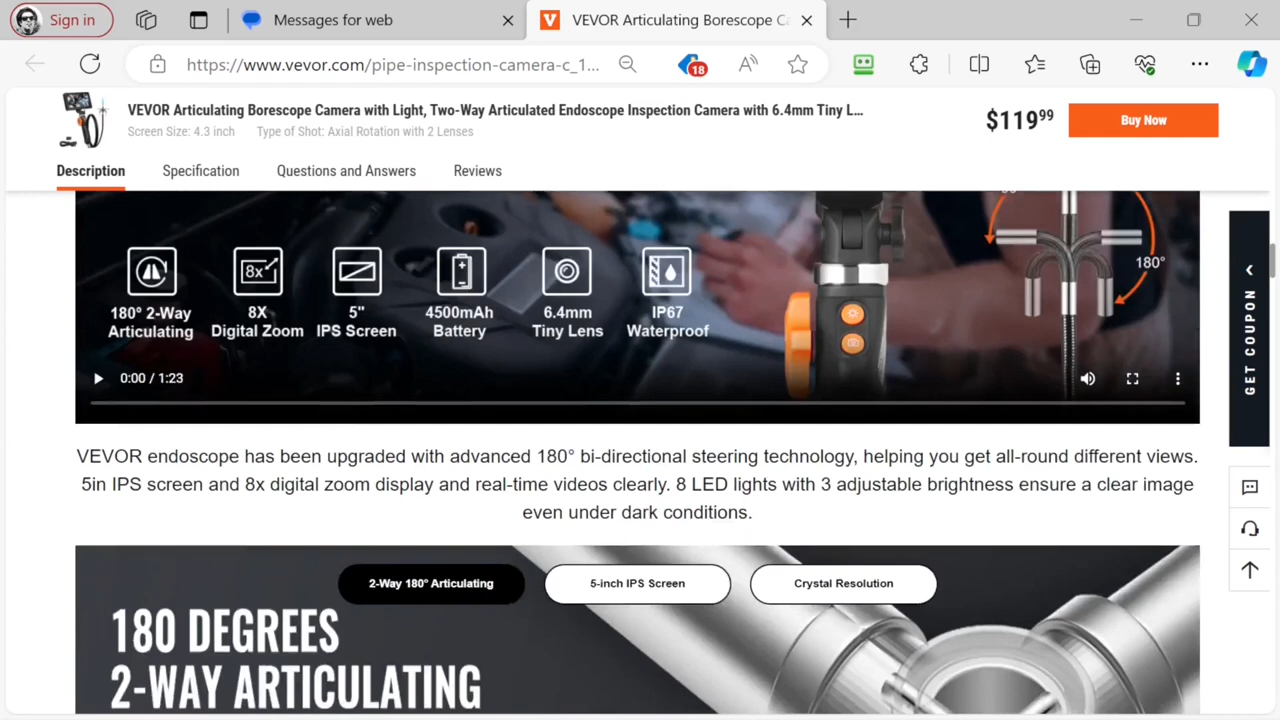 Sign in
Messages for web
VEVOR Articulating Borescope Ca
https://www.vevor.com/pipe-inspection-camera-c_1...
18
VEVOR Articulating Borescope Camera with Light, Two-Way Articulated Endoscope Inspection Camera with 6.4mm Tiny L...
Screen Size: 4.3 inch Type of Shot: Axial Rotation with 2 Lenses
$119.99
Buy Now
Description Specification Questions and Answers Reviews
180°
8x
180° 2-Way
Articulating
8X
Digital Zoom
5"
IPS Screen
4500mAh
Battery
6.4mm
Tiny Lens
IP67
Waterproof
0:00 / 1:23
GET COUPON
VEVOR endoscope has been upgraded with advanced 180° bi-directional steering technology, helping you get all-round different views.
5in IPS screen and 8x digital zoom display and real-time videos clearly. 8 LED lights with 3 adjustable brightness ensure a clear image
even under dark conditions.
2-Way 180° Articulating 5-inch IPS Screen Crystal Resolution
180 DEGREES
2-WAY ARTICULATING